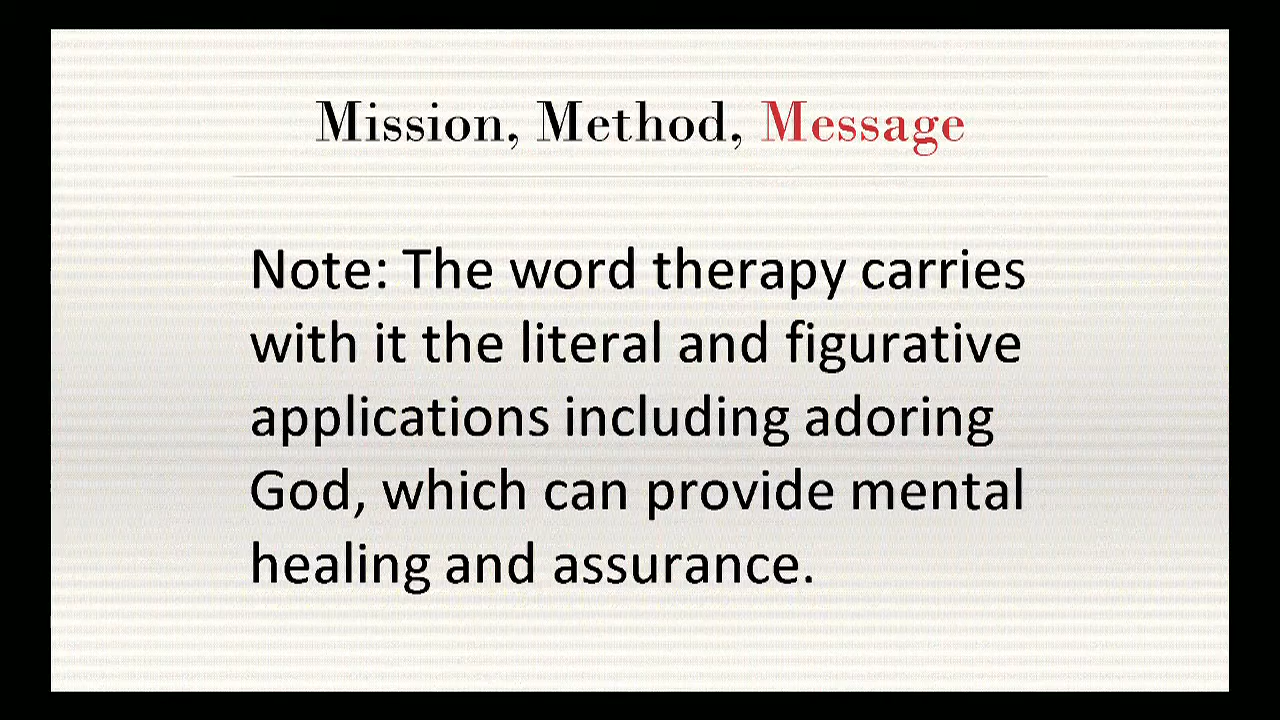 Mission, Method, Message
Note: The word therapy carries
with it the literal and figurative
applications including adoring
God, which can provide mental
healing and assurance.